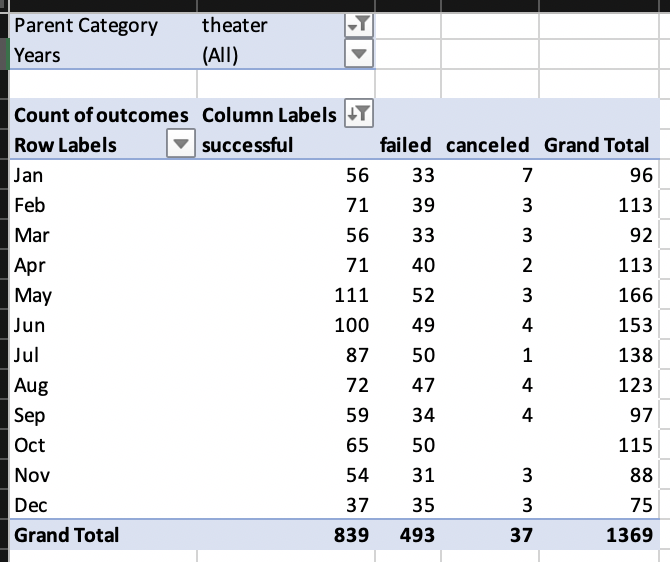 Parent Category theater
Years (All)
Count of outcomes Column Labels
Row Labels successful failed canceled Grand Total
Jan 56 33 7 96
Feb 71 39 3 113
Mar 56 33 3 92
Apr 71 40 2 113
May 111 52 3 166
Jun 100 49 4 153
Jul 87 50 1 138
Aug 72 47 4 123
Sep 59 34 4 97
Oct 65 50 115
Nov 54 31 3 88
Dec 37 35 3 75
Grand Total 839 493 37 1369